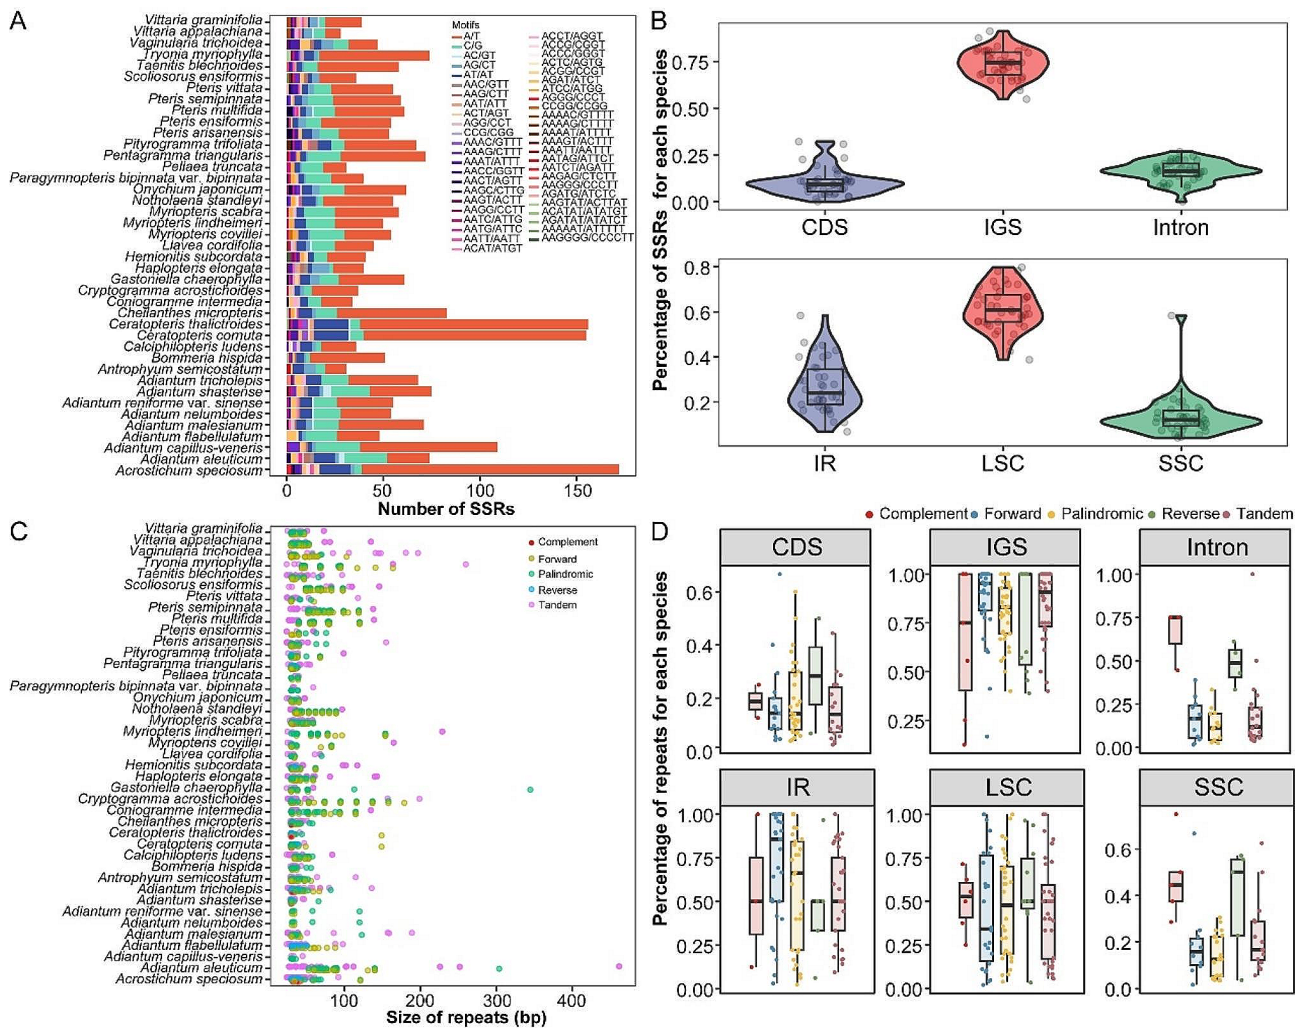 A
Vittaria graminifolia
Vittaria appalachiana
Vaginularia trichoidea
Tryonia myriophylla
Taenitis blechnoides
Scoliosorus ensiformis
Pteris vittata
Pteris semipinnata
Pteris multifida
Pteris ensiformis
Pteris arisanensis
Pityrogramma trifoliata
Pentagramma triangularis
Pellaea truncata
Paragymnopteris bipinnata var. bipinnata
Onychium japonicum
Notholaena standleyi
Myriopteris scabra
Myriopteris lindheimeri
Myriopteris covillei
Llavea cordifolia
Hemionitis subcordata
Haplopteris elongata
Gastoniella chaerophylla
Cryptogramma acrostichoides
Coniogramme intermedia
Cheilanthes micropteris
Ceratopteris thalictroides
Ceratopteris cornuta
Calciphilopteris ludens
Bommeria hispida
Antrophyum semicostatum
Adiantum tricholepis
Adiantum shastense
Adiantum reniforme var. sinense
Adiantum nelumboides
Adiantum malesianum
Adiantum flabellulatum
Adiantum capillus-veneris
Adiantum aleuticum
Acrostichum speciosum
0 50 100 150
Number of SSRs
Motifs
A/T
C/G
AC/GT
AG/CT
AT/AT
AAC/GTT
AAG/CTT
AAT/ATT
ACT/AGT
AGG/CCT
CCG/CGG
AAAC/GTTT
AAAG/CTTT
AAAT/ATTT
AACC/GGTT
AACT/AGTT
AAGC/CTTG
AAGT/ACTT
AAGG/CCTT
AATC/ATTG
AATG/ATTC
AATT/AATT
ACAT/ATGT
ACCT/AGGT
ACCG/CGGT
ACCC/GGGT
ACTC/AGTG
ACGG/CCGT
AGAT/ATCT
ATCC/ATGG
AGGG/CCCT
CCGG/CCGG
AAAAC/GTTTT
AAAAG/CTTTT
AAAAT/ATTTT
AAAGT/ACTTT
AAATT/AATTT
AATAG/ATTCT
AATCT/AGATT
AAGAG/CTCTT
AAGGG/CCCTT
AGATG/ATCTC
AAGTAT/ACTTAT
ACATAT/ATATGT
AGATAT/ATATCT
AAAAAT/ATTTTT
AAGGGG/CCCCTT
B
Percentage of SSRs for each species
0.75
0.50
0.25
0.00
CDS IGS Intron
0.8
0.6
0.4
0.2
IR LSC SSC
C
Vittaria graminifolia
Vittaria appalachiana
Vaginularia trichoidea
Tryonia myriophylla
Taenitis blechnoides
Scoliosorus ensiformis
Pteris vittata
Pteris semipinnata
Pteris multifida
Pteris ensiformis
Pteris arisanensis
Pityrogramma trifoliata
Pentagramma triangularis
Pellaea truncata
Paragymnopteris bipinnata var. bipinnata
Onychium japonicum
Notholaena standleyi
Myriopteris scabra
Myriopteris lindheimeri
Myriopteris covillei
Llavea cordifolia
Hemionitis subcordata
Haplopteris elongata
Gastoniella chaerophylla
Cryptogramma acrostichoides
Coniogramme intermedia
Cheilanthes micropteris
Ceratopteris thalictroides
Ceratopteris cornuta
Calciphilopteris ludens
Bommeria hispida
Antrophyum semicostatum
Adiantum tricholepis
Adiantum shastense
Adiantum reniforme var. sinense
Adiantum nelumboides
Adiantum malesianum
Adiantum flabellulatum
Adiantum capillus-veneris
Adiantum aleuticum
Acrostichum speciosum
100 200 300 400
Size of repeats (bp)
Complement
Forward
Palindromic
Reverse
Tandem
D
Complement Forward Palindromic Reverse Tandem
Percentage of repeats for each species
CDS IGS Intron
0.6
0.4
0.2
0.0
1.00
0.75
0.50
0.25
1.00
0.75
0.50
0.25
0.00
IR LSC SSC
1.00
0.75
0.50
0.25
0.00
1.00
0.75
0.50
0.25
0.00
0.6
0.4
0.2
0.0